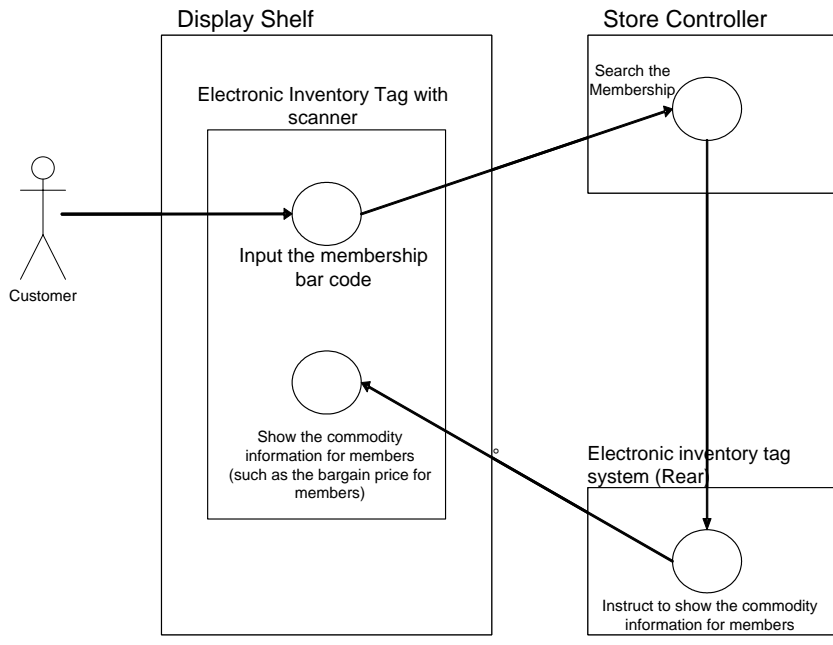 Display Shelf
Store Controller
Search the
Membership
Electronic Inventory Tag with
scanner
Input the membership
bar code
Customer
Show the commodity
information for members
(such as the bargain price for
members)
Electronic inventory tag
system (Rear)
Instruct to show the commodity
information for members